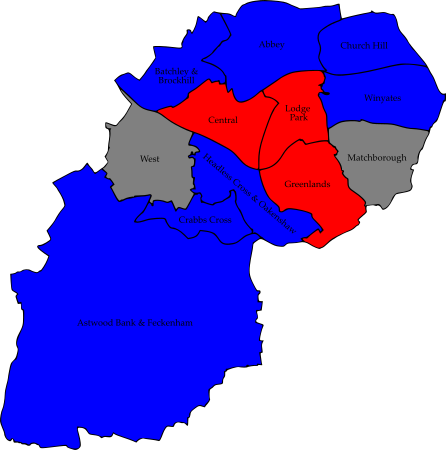 Abbey
Church Hill
Batchley &
Brockhill
Winyates
Lodge
Park
Central
West
Matchborough
Headless Cross & Oakenshaw
Greenlands
Crabbs Cross
Astwood Bank & Feckenham